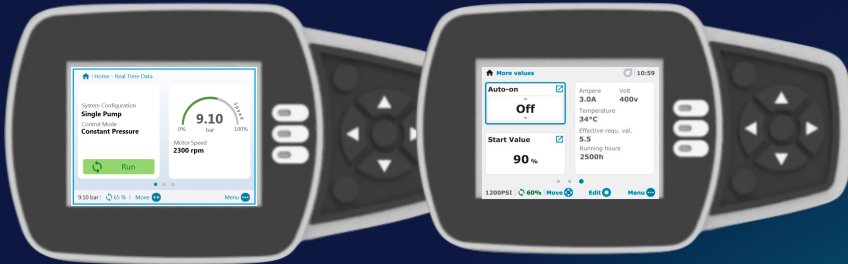 Home - Real Time Data
System Configuration
Single Pump
Control Mode
Constant Pressure
Run
Speed
9.10
bar
0%
100%
Motor Speed
2300 rpm
9.10 bar | 65 % | Move
Menu
More values
10:59
Auto-on
Off
Start Value
90 %
Ampere Volt
3.0A 400v
Temperature
34°C
Effective requ. val.
5.5
Running hours
2500h
1200PSI | 60% | Move
Edit
Menu